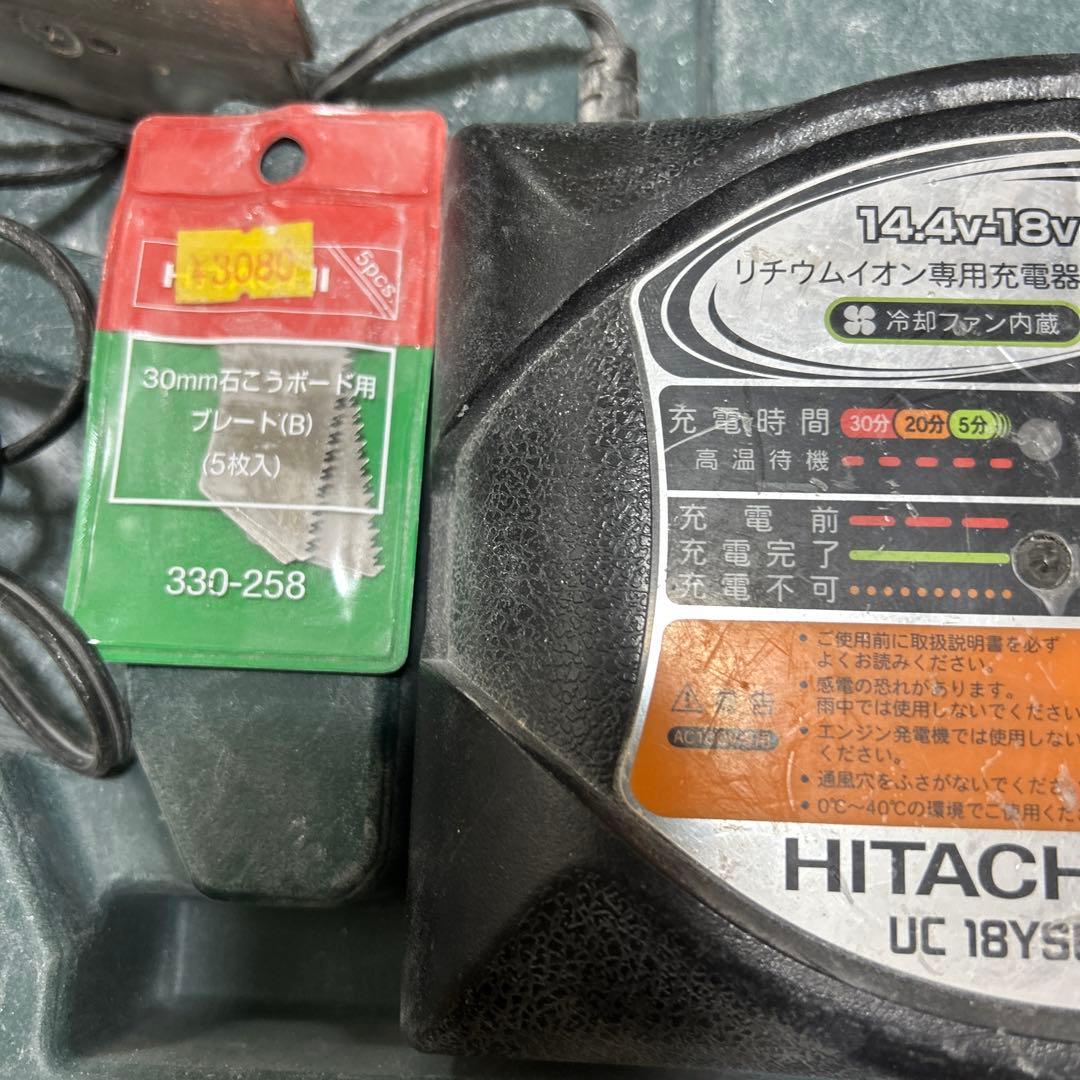 ¥3080
5pcs.
30mm石こうボード用
ブレード(B)
(5枚入)
330-258
14.4v-18v
リチウムイオン専用充電器
冷却ファン内蔵
充電時間 30分 20分 5分
高温待機
充電前
充電完了
充電不可
警告
• ご使用前に取扱説明書を必ず
よくお読みください。
• 感電の恐れがあります。
雨中では使用しないでください
• エンジン発電機では使用しない
ください。
• 通風穴をふさがないでくださ
• 0℃〜40℃の環境でご使用くだ
HITACH
UC 18YS